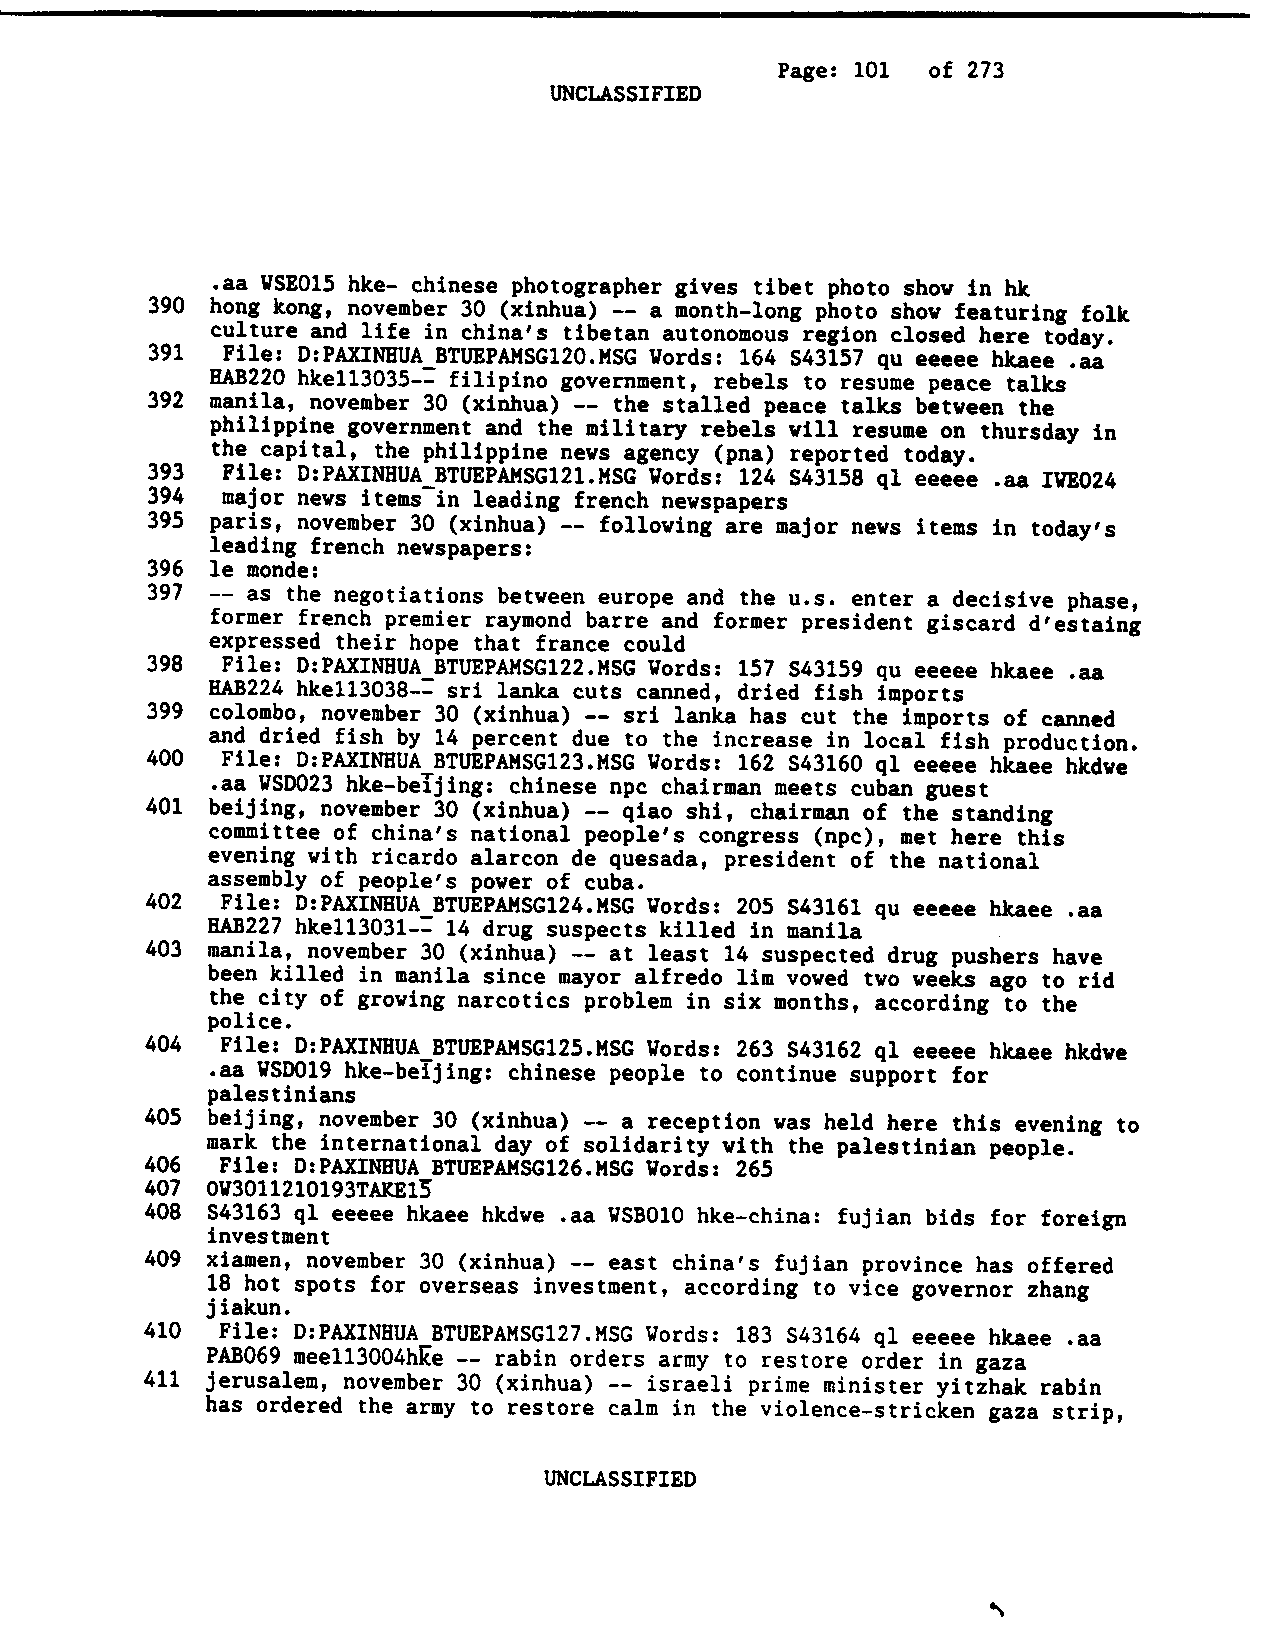 Page: 101 of 273
UNCLASSIFIED
.aa WSE015 hke- chinese photographer gives tibet photo show in hk
390 hong kong, november 30 (xinhua) -- a month-long photo show featuring folk
culture and life in china's tibetan autonomous region closed here today.
391 File: D:PAXINHUA_BTUEPAMSG120.MSG Words: 164 S43157 qu eeeee hkaee .aa
HAB220 hke113035-- filipino government, rebels to resume peace talks
392 manila, november 30 (xinhua) -- the stalled peace talks between the
philippine government and the military rebels will resume on thursday in
the capital, the philippine news agency (pna) reported today.
393 File: D:PAXINHUA_BTUEPAMSG121.MSG Words: 124 S43158 ql eeeee .aa IWE024
394 major news items in leading french newspapers
395 paris, november 30 (xinhua) -- following are major news items in today's
leading french newspapers:
396 le monde:
397 -- as the negotiations between europe and the u.s. enter a decisive phase,
former french premier raymond barre and former president giscard d'estaing
expressed their hope that france could
398 File: D:PAXINHUA_BTUEPAMSG122.MSG Words: 157 S43159 qu eeeee hkaee .aa
HAB224 hke113038-- sri lanka cuts canned, dried fish imports
399 colombo, november 30 (xinhua) -- sri lanka has cut the imports of canned
and dried fish by 14 percent due to the increase in local fish production.
400 File: D:PAXINHUA_BTUEPAMSG123.MSG Words: 162 S43160 ql eeeee hkaee hkdwe
.aa WSD023 hke-beijing: chinese npc chairman meets cuban guest
401 beijing, november 30 (xinhua) -- qiao shi, chairman of the standing
committee of china's national people's congress (npc), met here this
evening with ricardo alarcon de quesada, president of the national
assembly of people's power of cuba.
402 File: D:PAXINHUA_BTUEPAMSG124.MSG Words: 205 S43161 qu eeeee hkaee .aa
HAB227 hke113031-- 14 drug suspects killed in manila
403 manila, november 30 (xinhua) -- at least 14 suspected drug pushers have
been killed in manila since mayor alfredo lim vowed two weeks ago to rid
the city of growing narcotics problem in six months, according to the
police.
404 File: D:PAXINHUA_BTUEPAMSG125.MSG Words: 263 S43162 ql eeeee hkaee hkdwe
.aa WSD019 hke-beijing: chinese people to continue support for
palestinians
405 beijing, november 30 (xinhua) -- a reception was held here this evening to
mark the international day of solidarity with the palestinian people.
406 File: D:PAXINHUA_BTUEPAMSG126.MSG Words: 265
407 OW3011210193TAKE15
408 S43163 ql eeeee hkaee hkdwe .aa WSB010 hke-china: fujian bids for foreign
investment
409 xiamen, november 30 (xinhua) -- east china's fujian province has offered
18 hot spots for overseas investment, according to vice governor zhang
jiakun.
410 File: D:PAXINHUA_BTUEPAMSG127.MSG Words: 183 S43164 ql eeeee hkaee .aa
PAB069 mee113004hke -- rabin orders army to restore order in gaza
411 jerusalem, november 30 (xinhua) -- israeli prime minister yitzhak rabin
has ordered the army to restore calm in the violence-stricken gaza strip,
UNCLASSIFIED